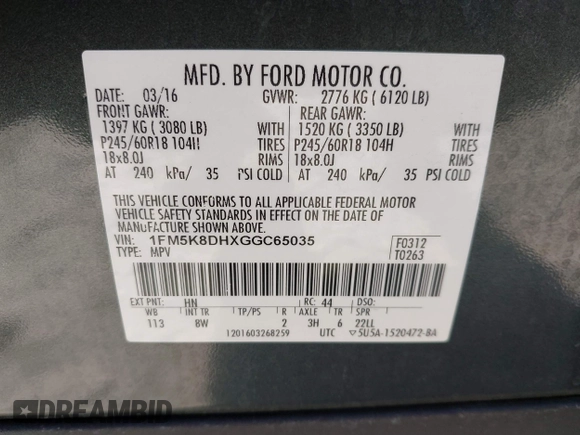 MFD. BY FORD MOTOR CO.
DATE: 03/16 GVWR: 2776 KG ( 6120 LB)
FRONT GAWR: REAR GAWR:
1397 KG ( 3080 LB) WITH 1520 KG ( 3350 LB) WITH
P245/60R18 104H TIRES P245/60R18 104H TIRES
18x8.0J RIMS 18x8.0J RIMS
AT 240 kPa/ 35 PSI COLD AT 240 kPa/ 35 PSI COLD
THIS VEHICLE CONFORMS TO ALL APPLICABLE FEDERAL MOTOR
VEHICLE SAFETY STANDARDS IN EFFECT ON THE DATE OF
MANUFACTURE SHOWN ABOVE.
VIN: 1FM5K8DHXGGC65035 F0312
TYPE: MPV T0263
EXT PNT: HN RC: 44 DSO:
WB INT TR TP/PS R AXLE TR SPR
113 8W 2 3H 6 22LL
1201603268259 UTC ▽5U5A-1520472-BA
DREAMBID